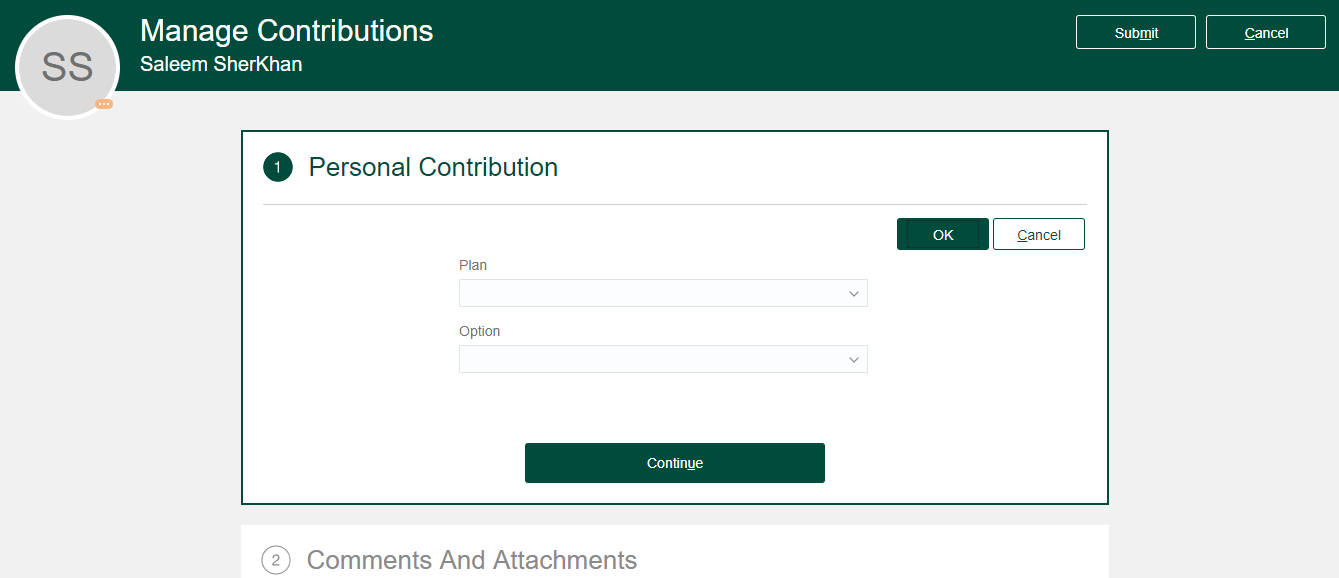 SS
Manage Contributions
Saleem SherKhan
Submit
Cancel
1 Personal Contribution
OK
Cancel
Plan
Option
Continue
2 Comments And Attachments